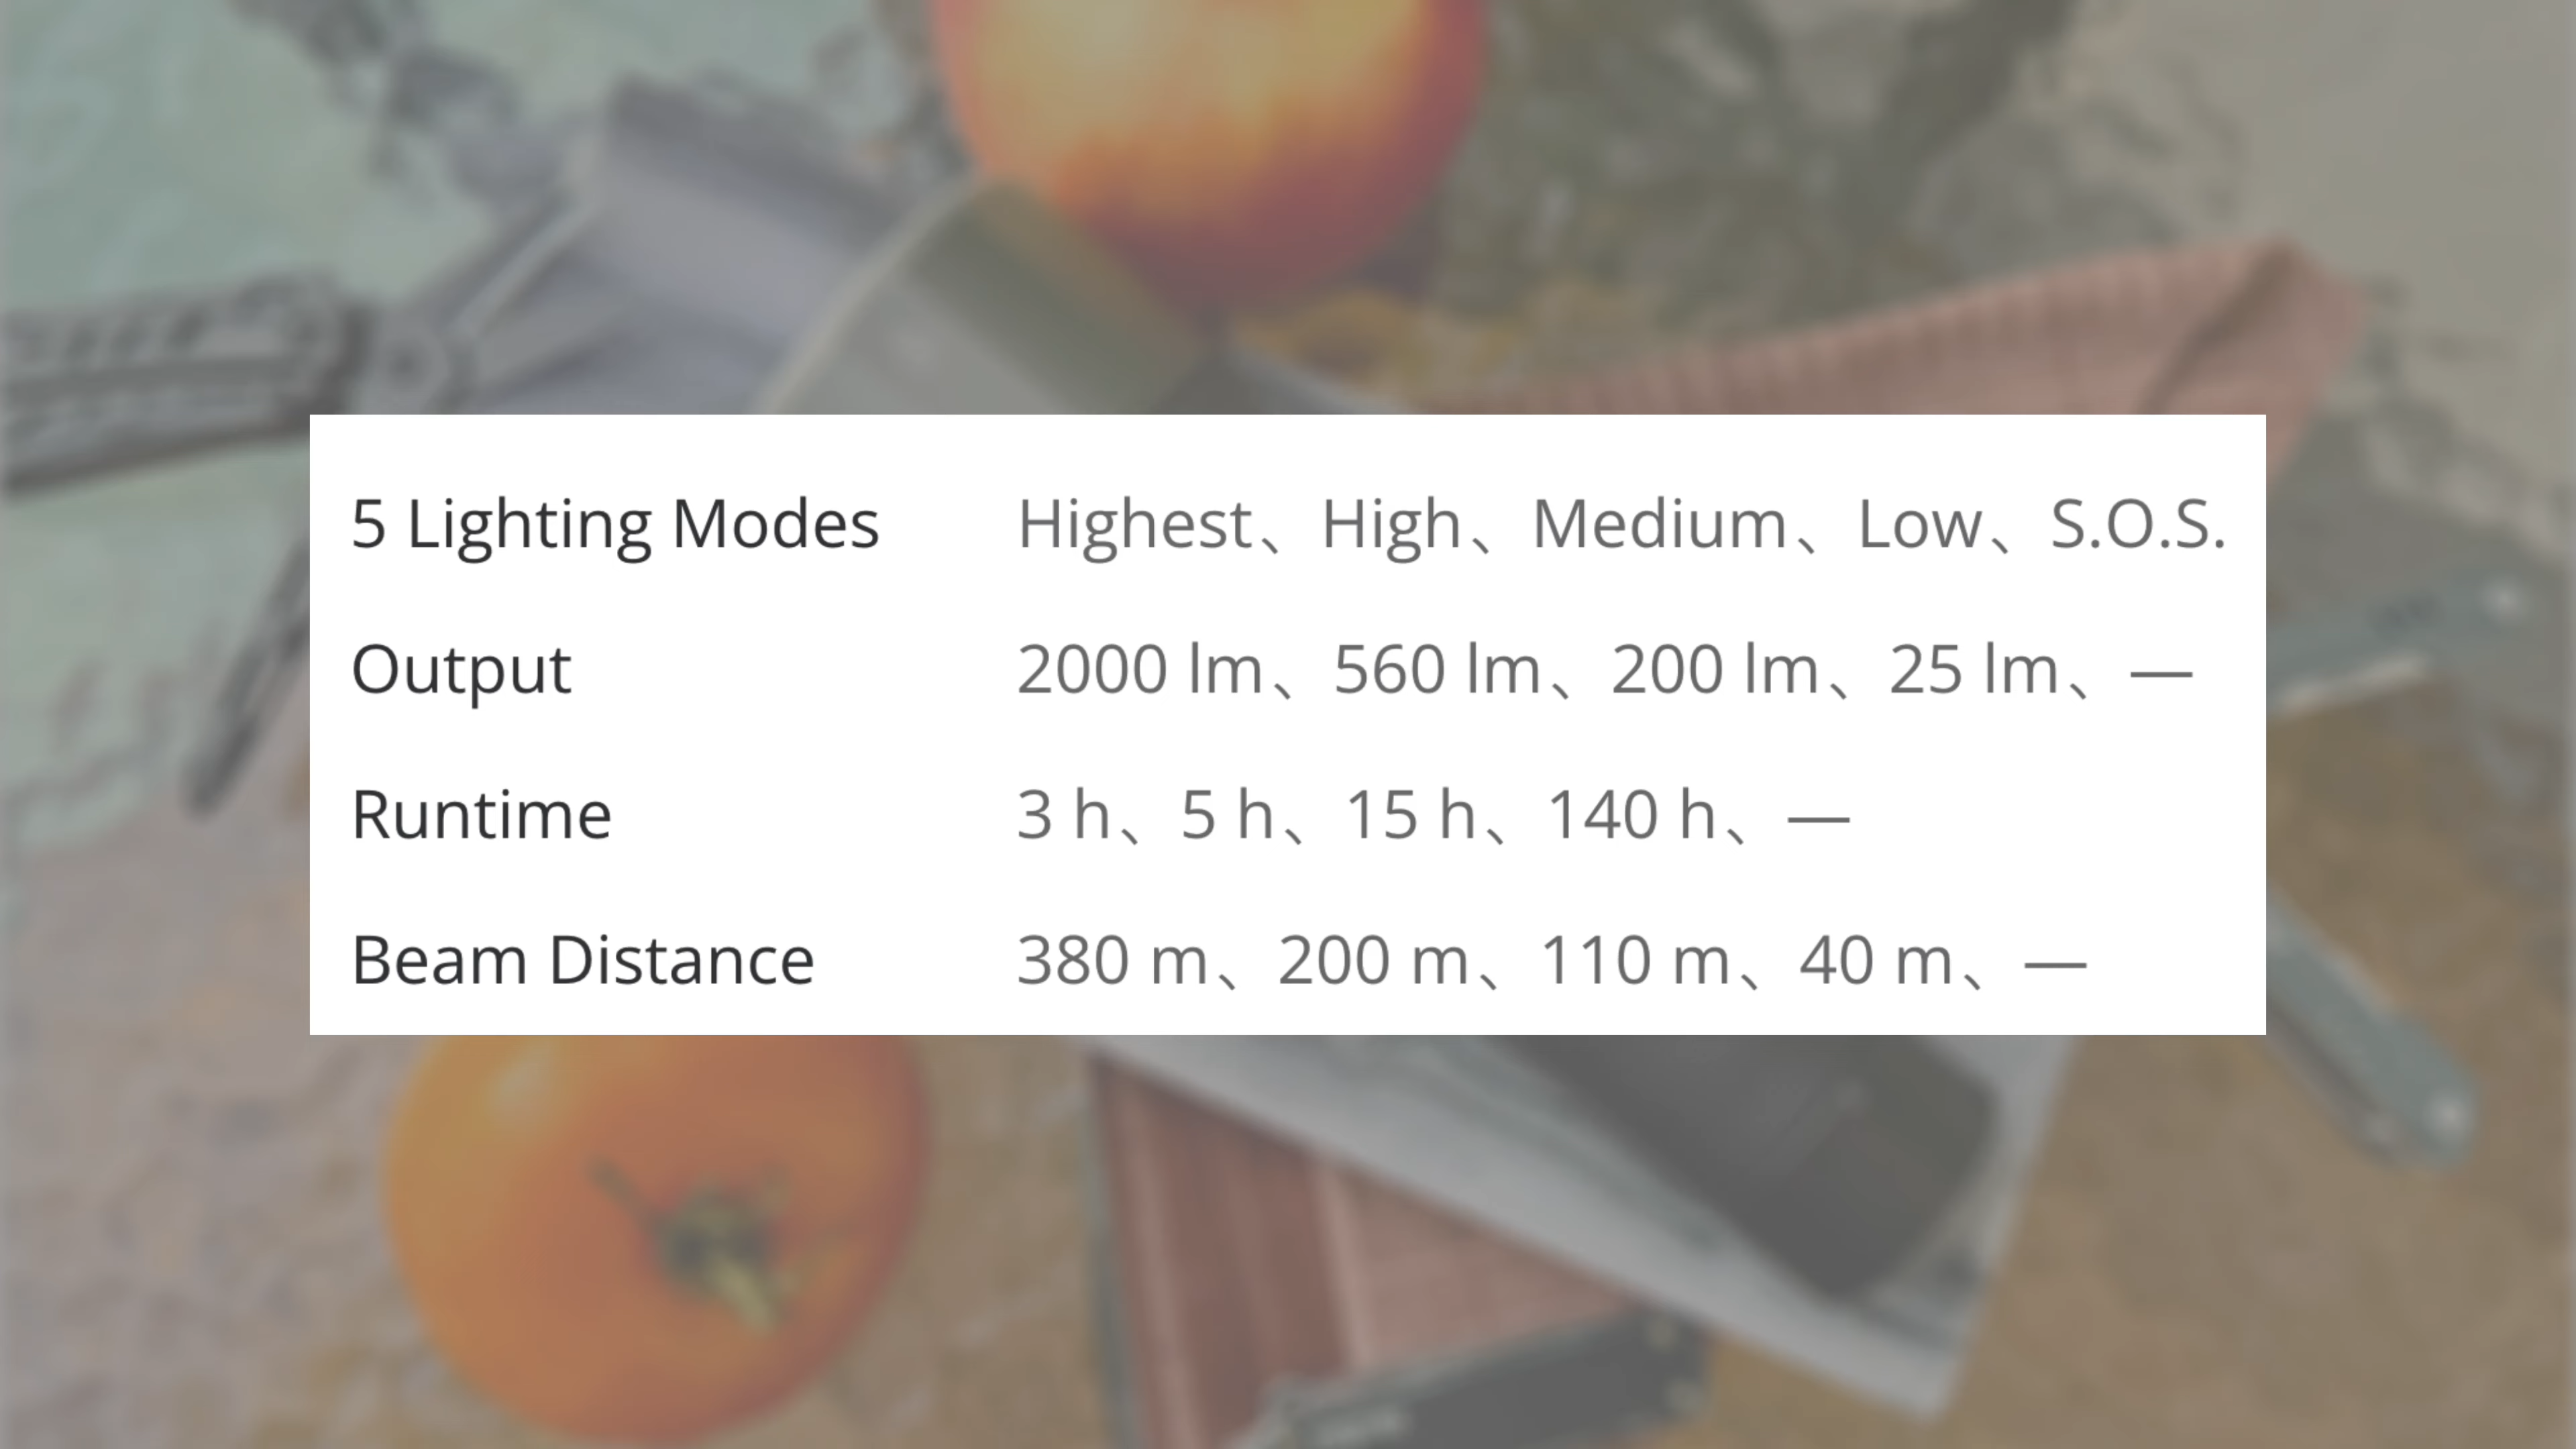 5 Lighting Modes Highest、High、Medium、Low、S.O.S.
Output 2000 lm、560 lm、200 lm、25 lm、—
Runtime 3 h、5 h、15 h、140 h、—
Beam Distance 380 m、200 m、110 m、40 m、—